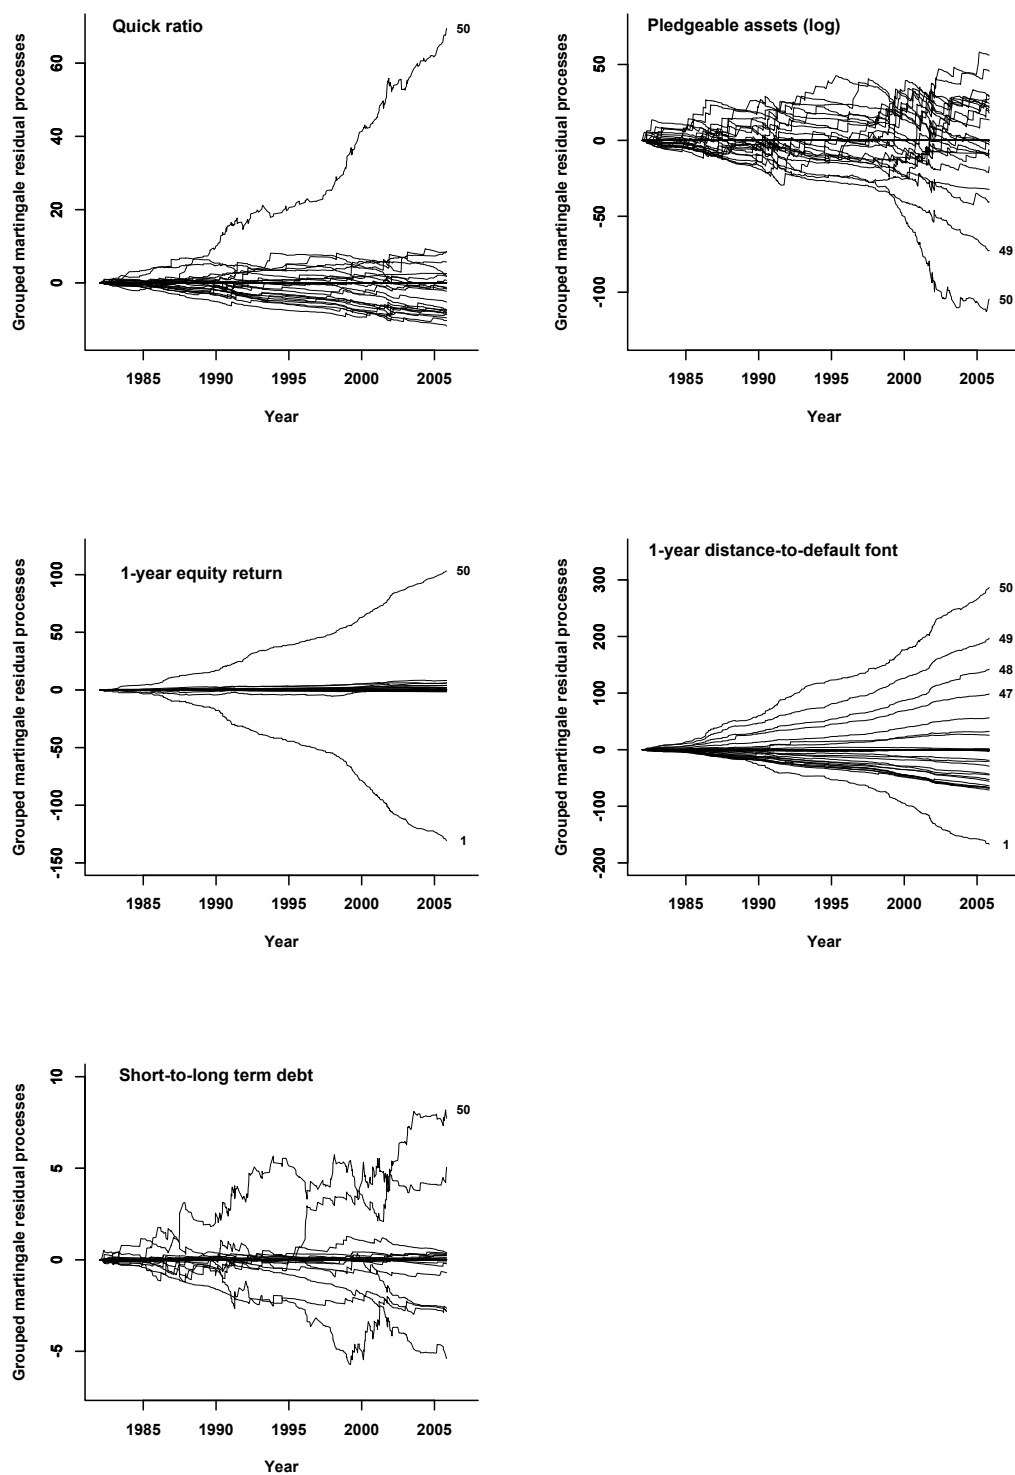 Quick ratio
Grouped martingale residual processes
60
40
20
0
50
1985 1990 1995 2000 2005
Year
Pledgeable assets (log)
Grouped martingale residual processes
50
0
-50
-100
49
50
1985 1990 1995 2000 2005
Year
1-year equity return
Grouped martingale residual processes
100
50
0
-50
-100
-150
50
1
1985 1990 1995 2000 2005
Year
1-year distance-to-default font
Grouped martingale residual processes
300
200
100
0
-100
-200
50
49
48
47
1
1985 1990 1995 2000 2005
Year
Short-to-long term debt
Grouped martingale residual processes
10
5
0
-5
50
1985 1990 1995 2000 2005
Year